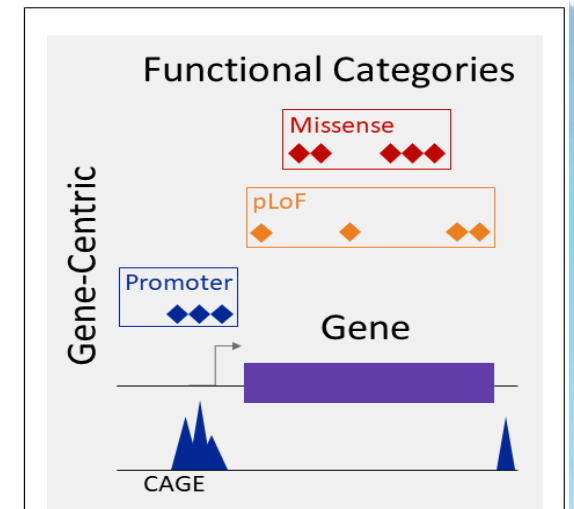 Functional Categories
Gene-Centric
Missense
pLoF
Promoter
Gene
CAGE